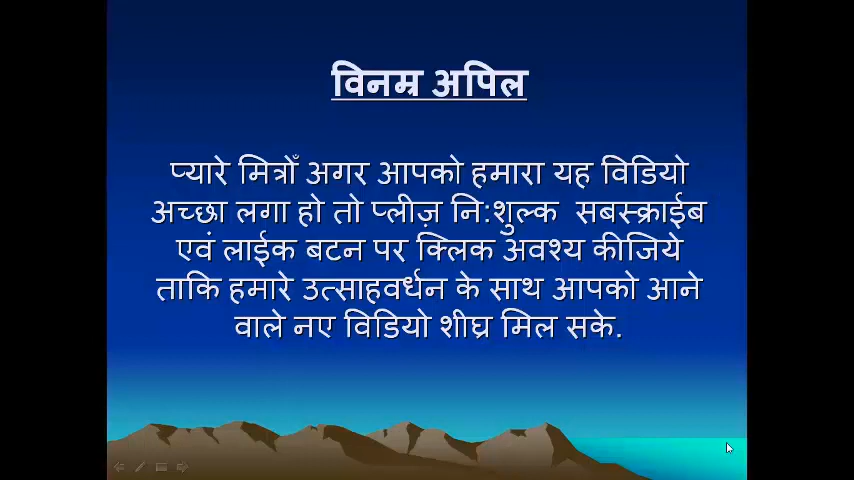 विनम्र अपिल
प्यारे मित्रोँ अगर आपको हमारा यह विडियो
अच्छा लगा हो तो प्लीज़ नि:शुल्क सबस्क्राईब
एवं लाईक बटन पर क्लिक अवश्य कीजिये
ताकि हमारे उत्साहवर्धन के साथ आपको आने
वाले नए विडियो शीघ्र मिल सके.